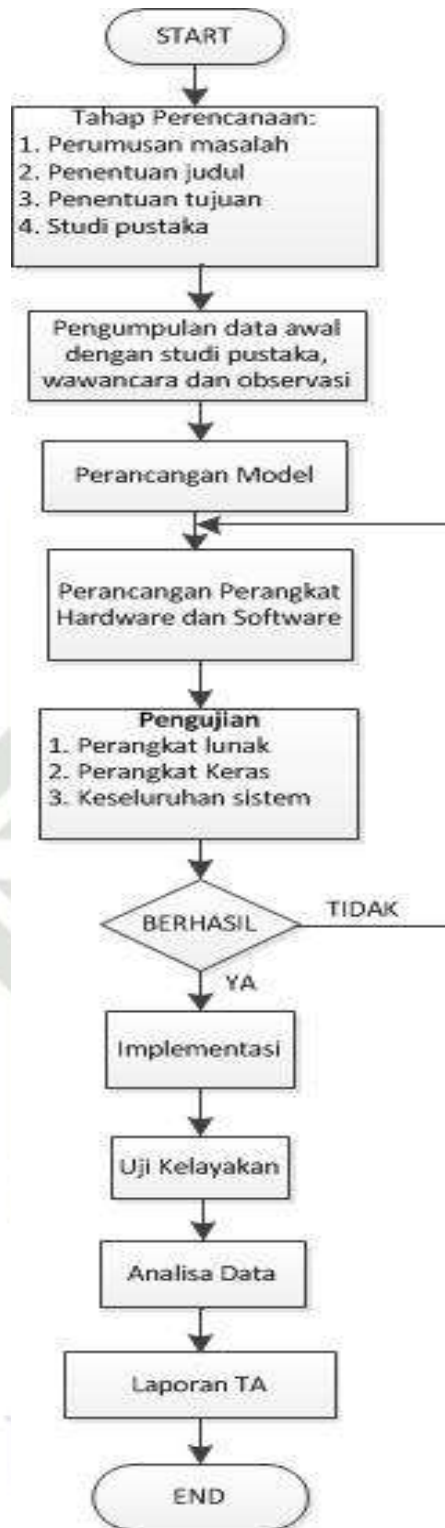 START
Tahap Perencanaan:
1. Perumusan masalah
2. Penentuan judul
3. Penentuan tujuan
4. Studi pustaka
Pengumpulan data awal
dengan studi pustaka,
wawancara dan observasi
Perancangan Model
Perancangan Perangkat
Hardware dan Software
Pengujian
1. Perangkat lunak
2. Perangkat Keras
3. Keseluruhan sistem
BERHASIL
TIDAK
YA
Implementasi
Uji Kelayakan
Analisa Data
Laporan TA
END